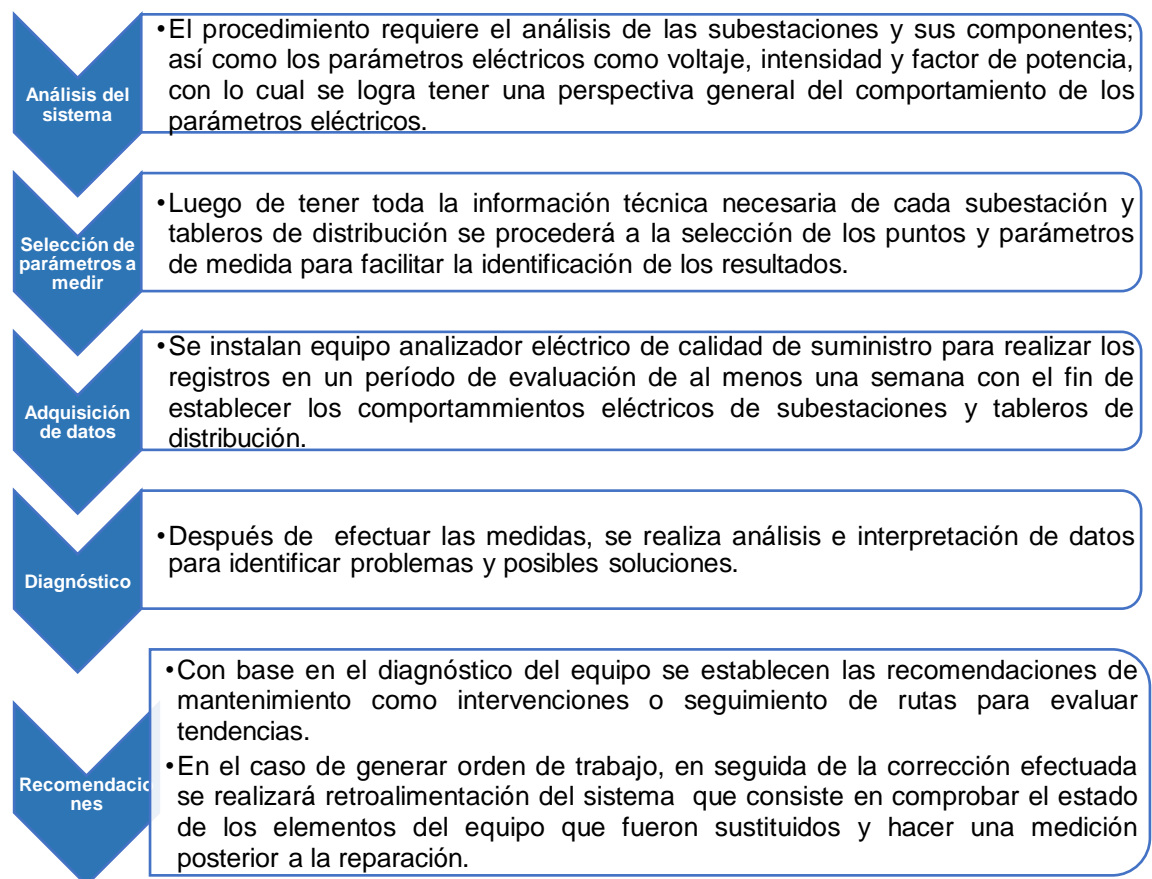 Análisis del
sistema
•El procedimiento requiere el análisis de las subestaciones y sus componentes;
así como los parámetros eléctricos como voltaje, intensidad y factor de potencia,
con lo cual se logra tener una perspectiva general del comportamiento de los
parámetros eléctricos.
Selección de
parámetros a
medir
•Luego de tener toda la información técnica necesaria de cada subestación y
tableros de distribución se procederá a la selección de los puntos y parámetros
de medida para facilitar la identificación de los resultados.
Adquisición
de datos
•Se instalan equipo analizador eléctrico de calidad de suministro para realizar los
registros en un período de evaluación de al menos una semana con el fin de
establecer los comportammientos eléctricos de subestaciones y tableros de
distribución.
Diagnóstico
•Después de efectuar las medidas, se realiza análisis e interpretación de datos
para identificar problemas y posibles soluciones.
Recomendacio
nes
•Con base en el diagnóstico del equipo se establecen las recomendaciones de
mantenimiento como intervenciones o seguimiento de rutas para evaluar
tendencias.
•En el caso de generar orden de trabajo, en seguida de la corrección efectuada
se realizará retroalimentación del sistema que consiste en comprobar el estado
de los elementos del equipo que fueron sustituidos y hacer una medición
posterior a la reparación.